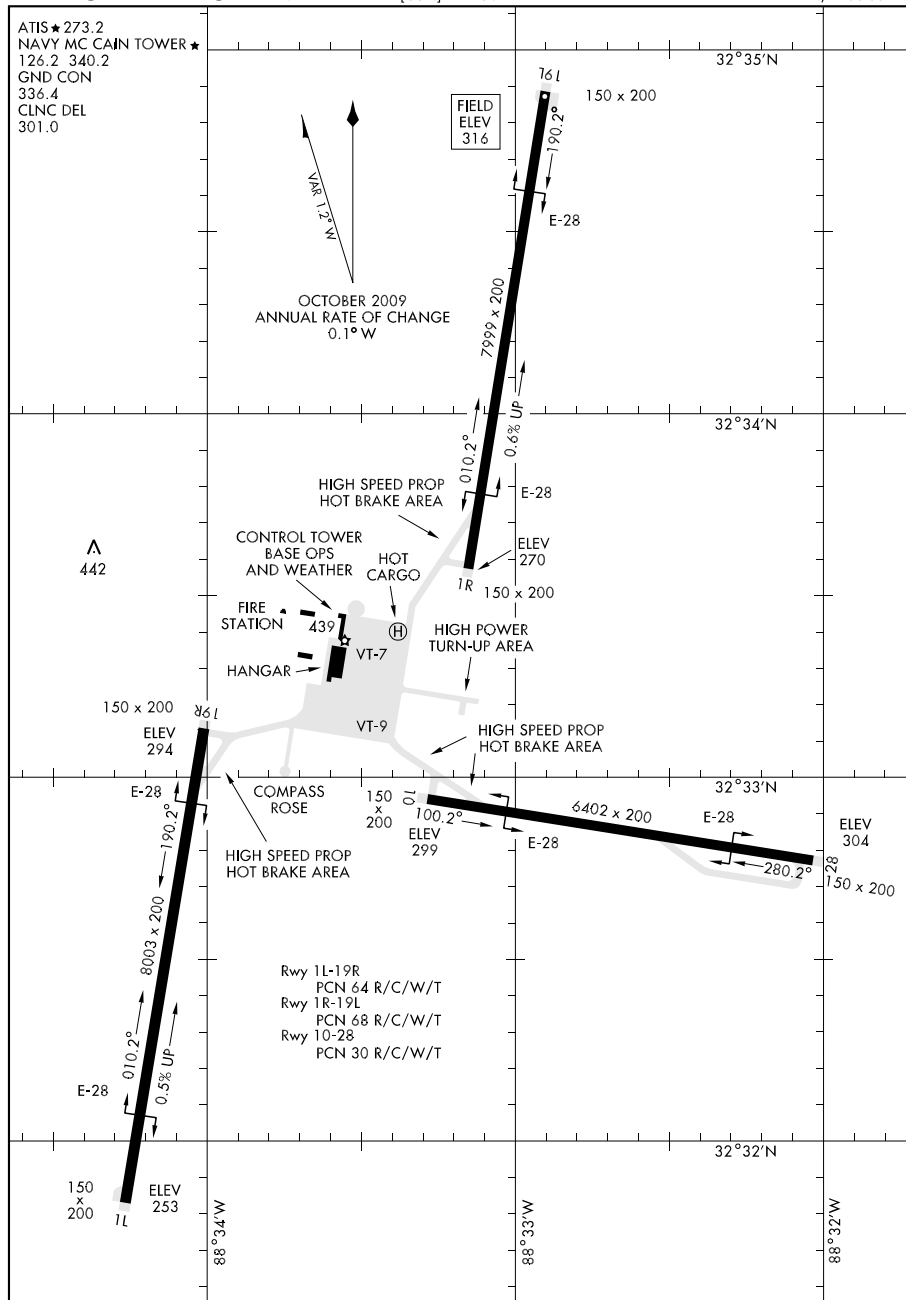 ATIS ★ 273.2
NAVY MC CAIN TOWER ★
126.2 340.2
GND CON
336.4
CLNC DEL
301.0
32°35'N
19L
150 x 200
FIELD
ELEV
316
190.2°
VAR 1.2° W
E-28
OCTOBER 2009
ANNUAL RATE OF CHANGE
0.1° W
7999 x 200
32°34'N
010.2°
0.6% UP
HIGH SPEED PROP
HOT BRAKE AREA
E-28
CONTROL TOWER
BASE OPS
AND WEATHER
HOT
CARGO
ELEV
270
442
1R
150 x 200
FIRE
STATION
439
H
HIGH POWER
TURN-UP AREA
VT-7
HANGAR
150 x 200
19R
VT-9
HIGH SPEED PROP
HOT BRAKE AREA
ELEV
294
32°33'N
E-28
COMPASS
ROSE
150
x
200
10
6402 x 200
E-28
190.2°
100.2°
E-28
ELEV
304
ELEV
299
HIGH SPEED PROP
HOT BRAKE AREA
280.2°
28
150 x 200
8003 x 200
Rwy 1L-19R
PCN 64 R/C/W/T
Rwy 1R-19L
PCN 68 R/C/W/T
Rwy 10-28
PCN 30 R/C/W/T
010.2°
0.5% UP
E-28
32°32'N
150
x
200
ELEV
253
1L
88°34'W
88°33'W
88°32'W